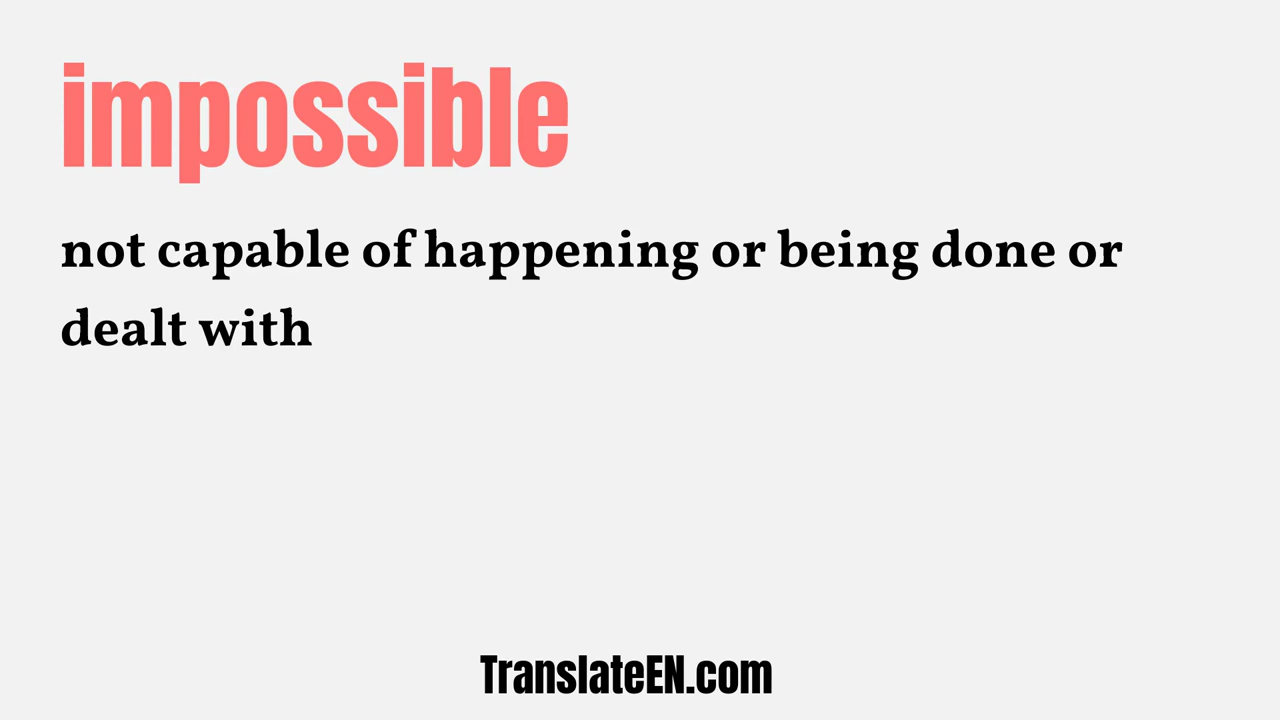 impossible
not capable of happening or being done or
dealt with
TranslateEN.com